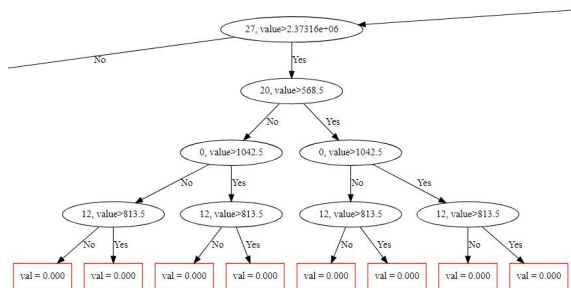 27, value>2.37316e+06
No
Yes
20, value>568.5
No
Yes
0, value>1042.5
0, value>1042.5
No
Yes
No
Yes
12, value>813.5
12, value>813.5
12, value>813.5
12, value>813.5
No
Yes
No
Yes
No
Yes
No
Yes
val = 0.000
val = 0.000
val = 0.000
val = 0.000
val = 0.000
val = 0.000
val = 0.000
val = 0.000